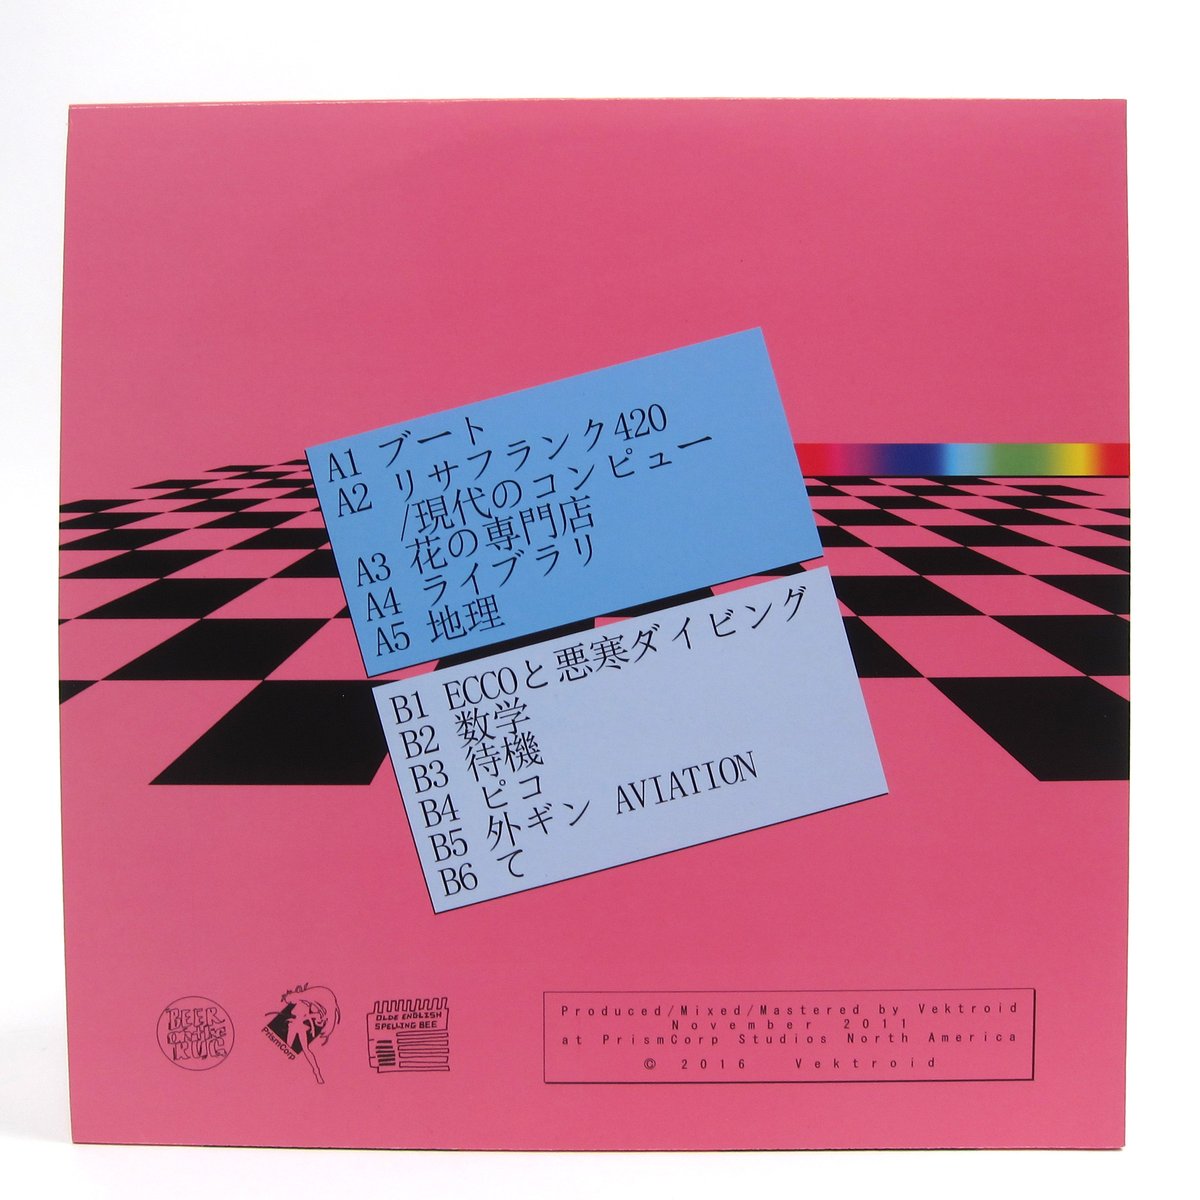 A1 ブート
A2 リサフランク420
/現代のコンピュー
A3 花の専門店
A4 ライブラリ
A5 地理
B1 ECCOと悪寒ダイビング
B2 数学
B3 待機
B4 ピコ
B5 外ギン AVIATION
B6 て
BEER
ON THE
RUG
PrismCorp
OLDE ENGLISH
SPELLING BEE
Produced/Mixed/Mastered by Vektroid
November 2011
at PrismCorp Studios North America
© 2016 Vektroid